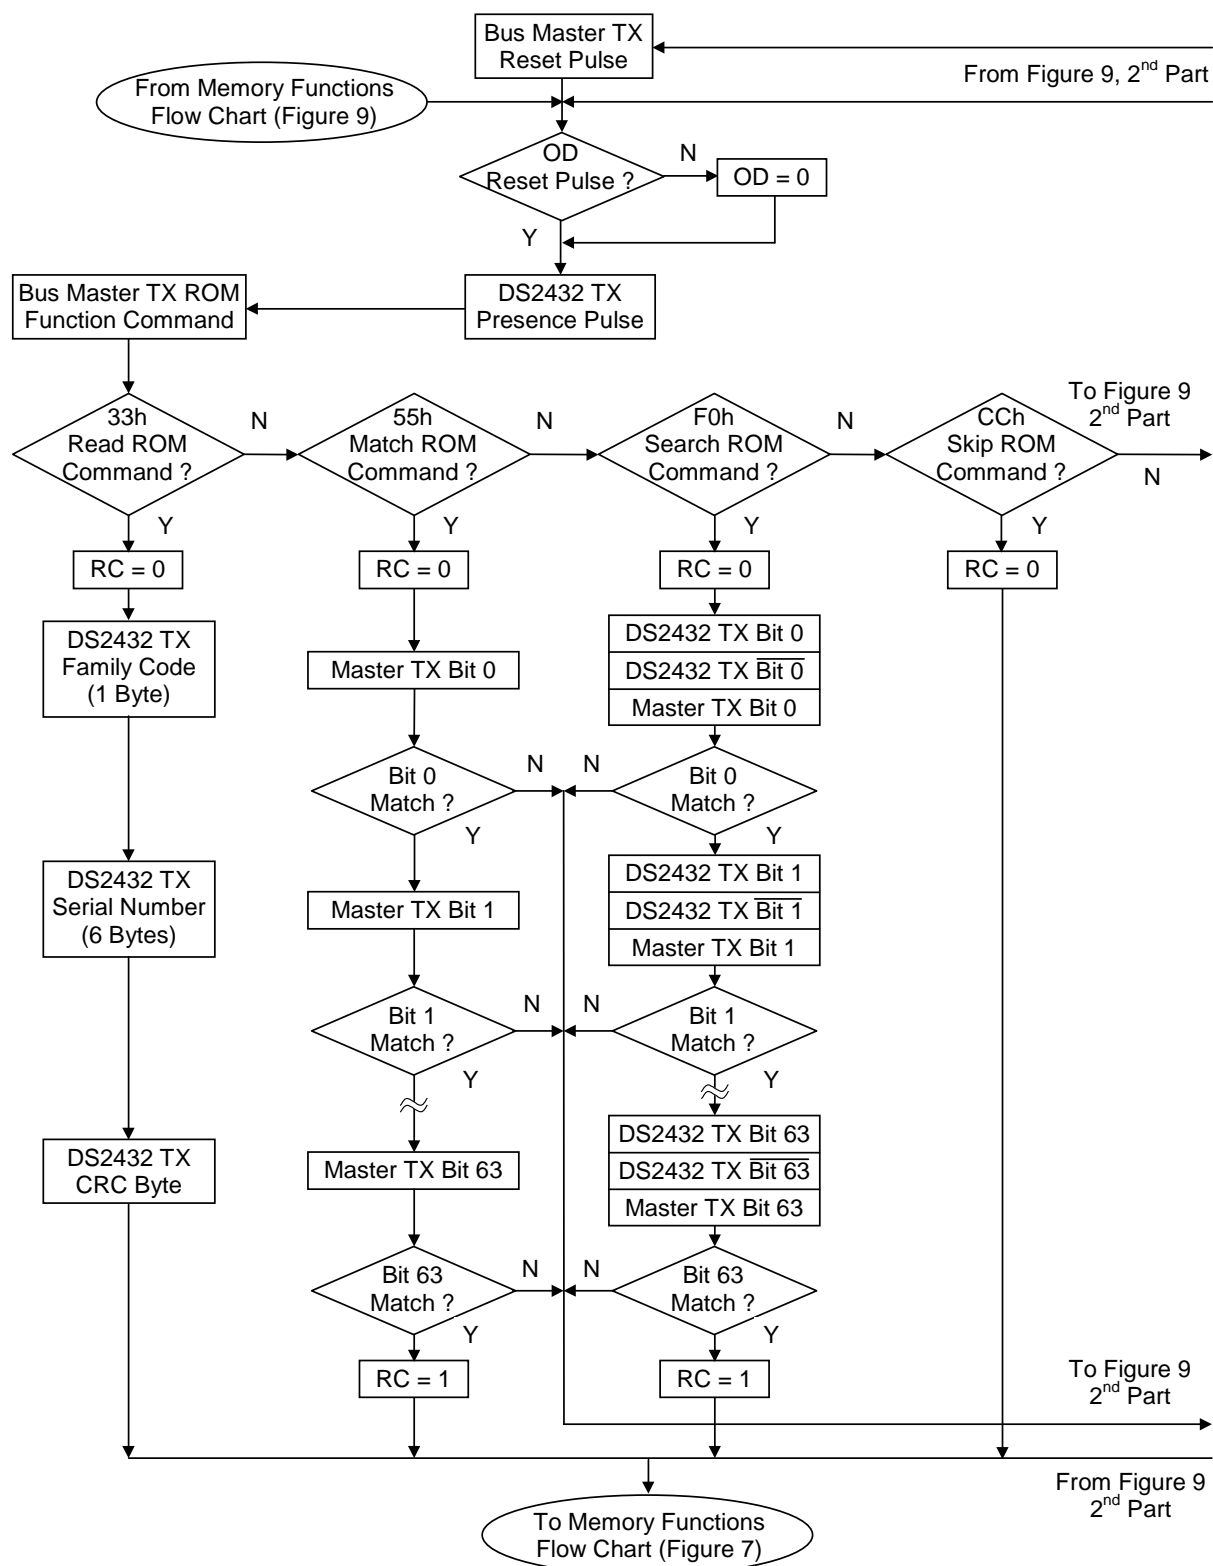 Bus Master TX
Reset Pulse
From Figure 9, 2nd Part
From Memory Functions
Flow Chart (Figure 9)
OD
Reset Pulse ?
N
OD = 0
Y
Bus Master TX ROM
Function Command
DS2432 TX
Presence Pulse
33h
Read ROM
Command ?
N
55h
Match ROM
Command ?
N
F0h
Search ROM
Command ?
N
CCh
Skip ROM
Command ?
To Figure 9
2nd Part
N
Y
Y
Y
Y
RC = 0
RC = 0
RC = 0
RC = 0
DS2432 TX
Family Code
(1 Byte)
Master TX Bit 0
DS2432 TX Bit 0
DS2432 TX B̅i̅t̅ ̅0̅
Master TX Bit 0
Bit 0
Match ?
N
N
Bit 0
Match ?
Y
Y
DS2432 TX
Serial Number
(6 Bytes)
Master TX Bit 1
DS2432 TX Bit 1
DS2432 TX B̅i̅t̅ ̅1̅
Master TX Bit 1
Bit 1
Match ?
N
N
Bit 1
Match ?
Y
Y
DS2432 TX
CRC Byte
Master TX Bit 63
DS2432 TX Bit 63
DS2432 TX B̅i̅t̅ ̅6̅3̅
Master TX Bit 63
Bit 63
Match ?
N
N
Bit 63
Match ?
Y
Y
RC = 1
RC = 1
To Figure 9
2nd Part
From Figure 9
2nd Part
To Memory Functions
Flow Chart (Figure 7)